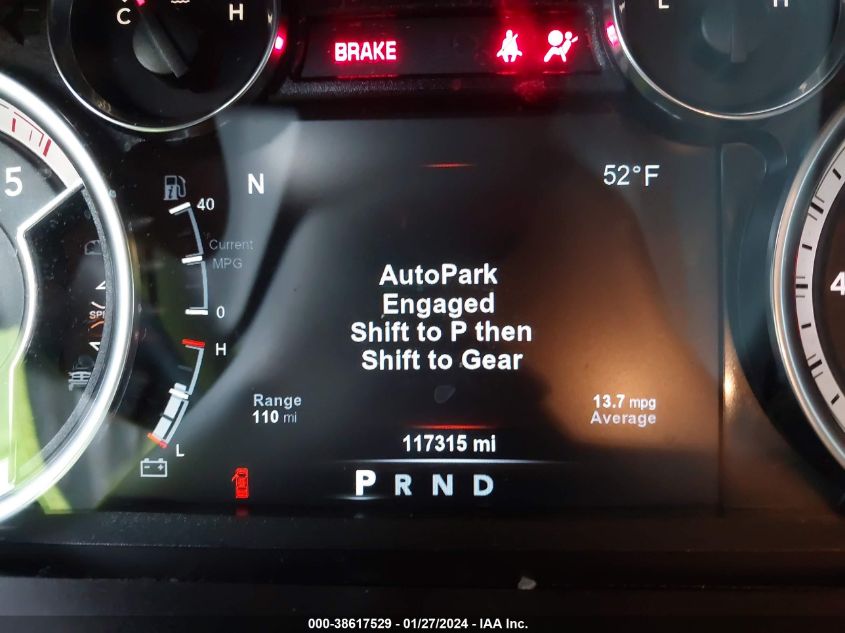 C H
BRAKE
L H
5
N
52°F
40
Current
MPG
0
AutoPark
Engaged
Shift to P then
Shift to Gear
H
L
4
Range
110 mi
13.7 mpg
Average
117315 mi
P R N D
000-38617529 - 01/27/2024 - IAA Inc.